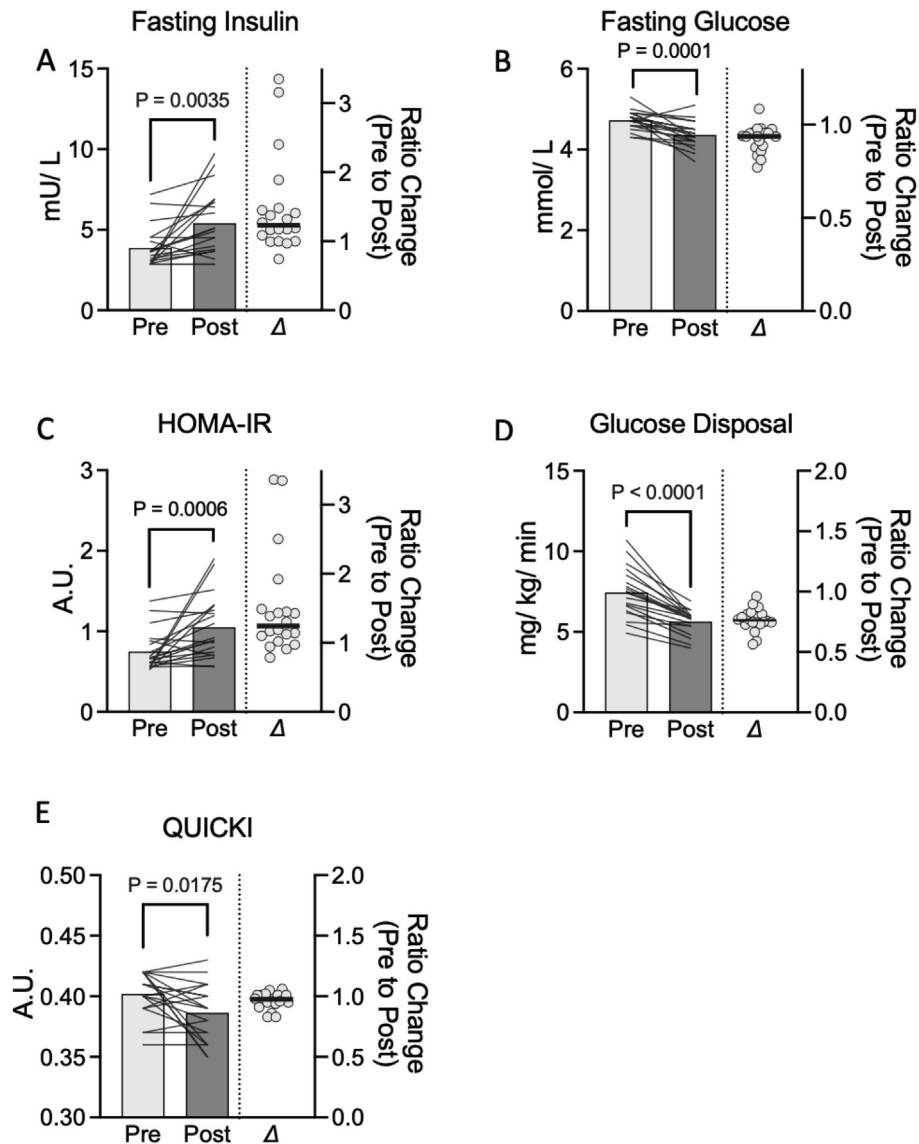 Fasting Insulin
A
P = 0.0035
15
10
5
0
mU/ L
3
2
1
0
Ratio Change
(Pre to Post)
Pre Post Δ
Fasting Glucose
B
P = 0.0001
6
4
2
0
mmol/ L
1.0
0.5
0.0
Ratio Change
(Pre to Post)
Pre Post Δ
C
HOMA-IR
P = 0.0006
3
2
1
0
A.U.
3
2
1
0
Ratio Change
(Pre to Post)
Pre Post Δ
D
Glucose Disposal
P < 0.0001
15
10
5
0
mg/ kg/ min
2.0
1.5
1.0
0.5
0.0
Ratio Change
(Pre to Post)
Pre Post Δ
E
QUICKI
P = 0.0175
0.50
0.45
0.40
0.35
0.30
A.U.
2.0
1.5
1.0
0.5
0.0
Ratio Change
(Pre to Post)
Pre Post Δ